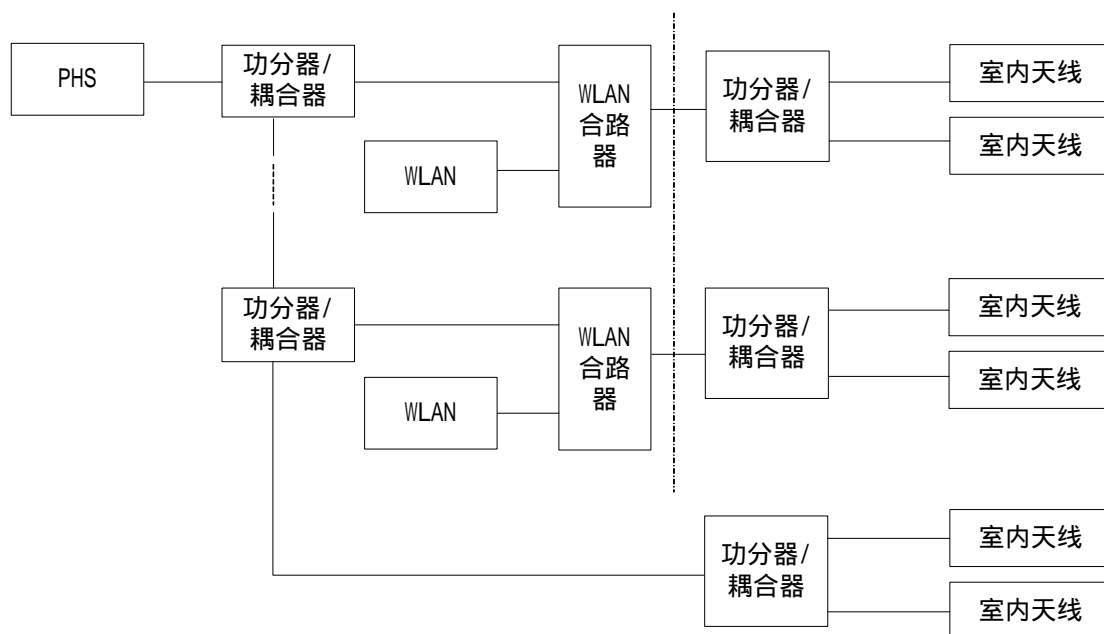 PHS
功分器/
耦合器
WLAN
合路
器
功分器/
耦合器
室内天线
室内天线
WLAN
功分器/
耦合器
WLAN
合路
器
功分器/
耦合器
室内天线
室内天线
WLAN
功分器/
耦合器
室内天线
室内天线